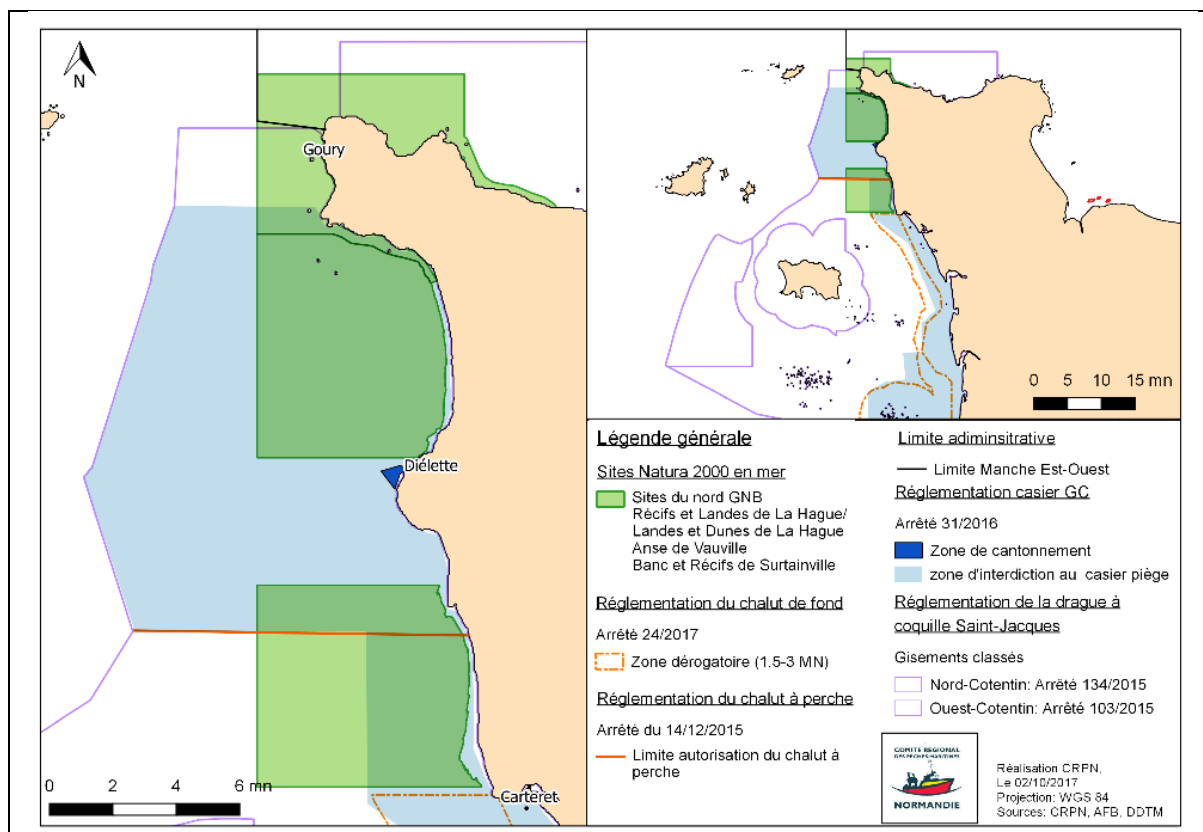 N
Goury
Diélette
Carteret
0 2 4 6 mn
0 5 10 15 mn
Légende générale
Sites Natura 2000 en mer
Sites du nord GNB
Récifs et Landes de La Hague/
Landes et Dunes de La Hague
Anse de Vauville
Banc et Récifs de Surtainville
Réglementation du chalut de fond
Arrêté 24/2017
Zone dérogatoire (1.5-3 MN)
Réglementation du chalut à perche
Arrêté du 14/12/2015
Limite autorisation du chalut à
perche
Limite adiminsitrative
Limite Manche Est-Ouest
Réglementation casier GC
Arrêté 31/2016
Zone de cantonnement
zone d'interdiction au casier piège
Réglementation de la drague à
coquille Saint-Jacques
Gisements classés
Nord-Cotentin: Arrêté 134/2015
Ouest-Cotentin: Arrêté 103/2015
COMITE REGIONAL
DES PÊCHES MARITIMES
NORMANDIE
Réalisation CRPN,
Le 02/10/2017
Projection: WGS 84
Sources: CRPN, AFB, DDTM